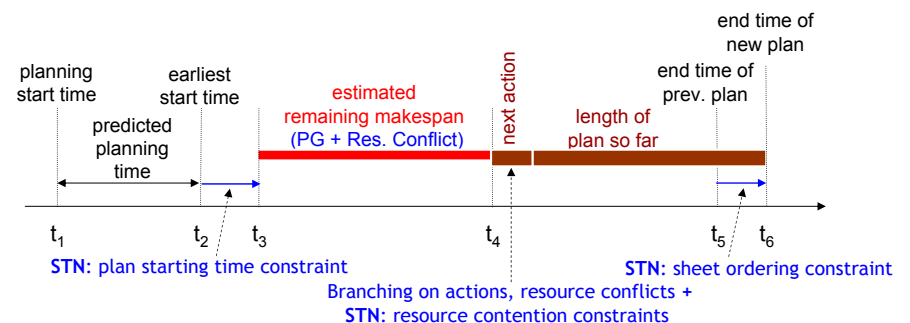 planning
start time
predicted
planning
time
earliest
start time
estimated
remaining makespan
(PG + Res. Conflict)
next action
length of
plan so far
end time of
prev. plan
end time of
new plan
t1
t2
t3
t4
t5
t6
STN: plan starting time constraint
Branching on actions, resource conflicts +
STN: resource contention constraints
STN: sheet ordering constraint